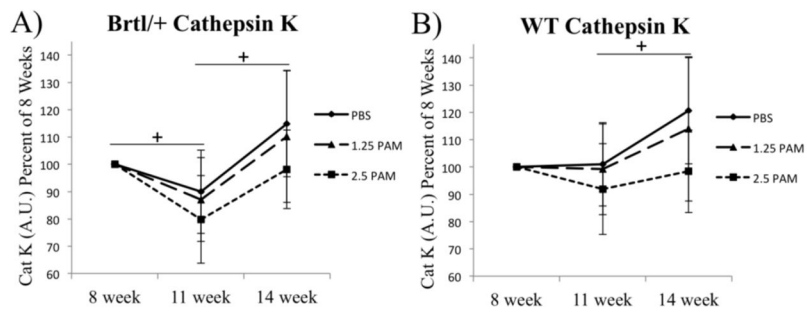 A)
Brtl/+ Cathepsin K
Cat K (A.U.) Percent of 8 Weeks
140
130
120
110
100
90
80
70
60
+
+
8 week 11 week 14 week
PBS
1.25 PAM
2.5 PAM
B)
WT Cathepsin K
Cat K (A.U.) Percent of 8 Weeks
140
130
120
110
100
90
80
70
60
+
8 week 11 week 14 week
PBS
1.25 PAM
2.5 PAM